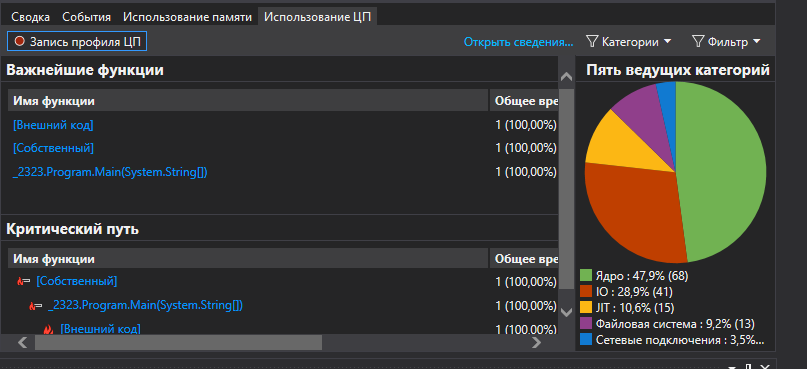 Сводка События Использование памяти Использование ЦП
Запись профиля ЦП Открыть сведения... Категории Фильтр
Важнейшие функции
Имя функции Общее вре
[Внешний код] 1 (100,00%)
[Собственный] 1 (100,00%)
_2323.Program.Main(System.String[]) 1 (100,00%)
Критический путь
Имя функции Общее вре
[Собственный] 1 (100,00%)
_2323.Program.Main(System.String[]) 1 (100,00%)
[Внешний код] 1 (100,00%)
Пять ведущих категорий
Ядро : 47,9% (68)
IO : 28,9% (41)
JIT : 10,6% (15)
Файловая система : 9,2% (13)
Сетевые подключения : 3,5%...